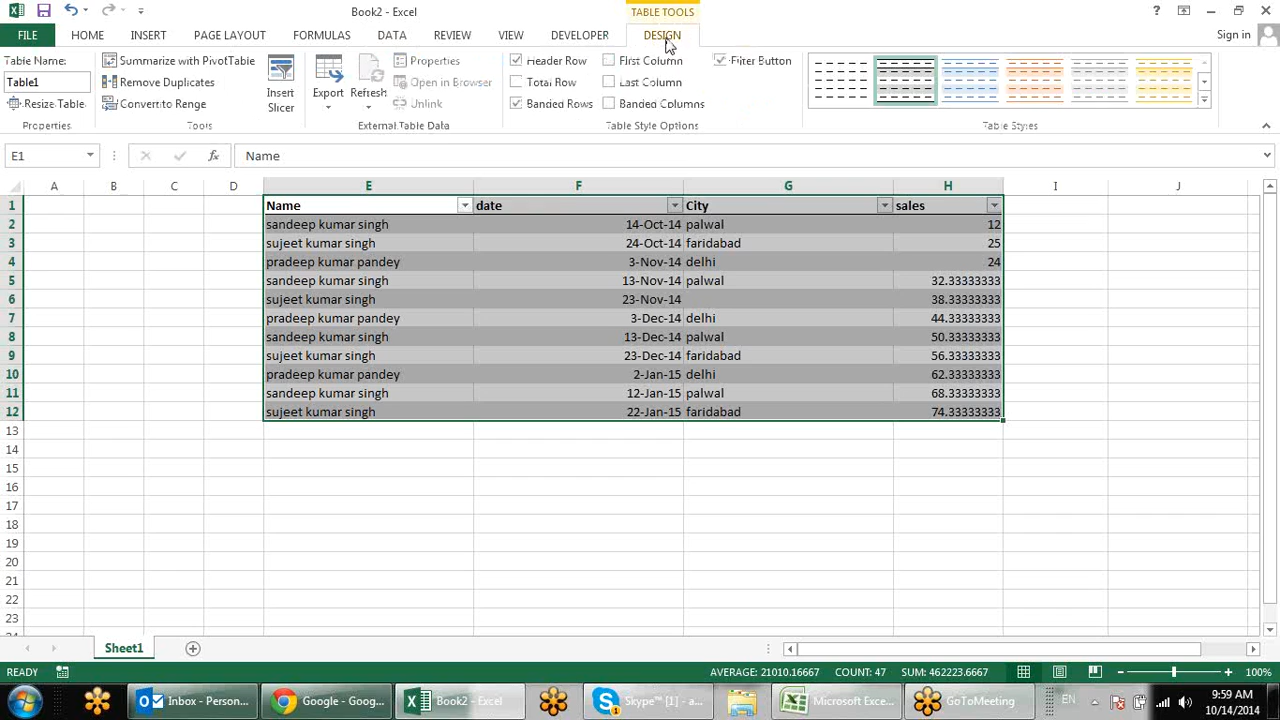 Book2 - Excel
TABLE TOOLS
?
FILE HOME INSERT PAGE LAYOUT FORMULAS DATA REVIEW VIEW DEVELOPER DESIGN Sign in
Table Name: Summarize with PivotTable Properties Header Row First Column Filter Button
Table1 Remove Duplicates Insert Slicer Export Refresh Open in Browser Total Row Last Column
Resize Table Convert to Range Unlink Banded Rows Banded Columns
Properties Tools External Table Data Table Style Options Table Styles
E1 fx Name
A B C D E F G H I J
1 Name date City sales
2 sandeep kumar singh 14-Oct-14 palwal 12
3 sujeet kumar singh 24-Oct-14 faridabad 25
4 pradeep kumar pandey 3-Nov-14 delhi 24
5 sandeep kumar singh 13-Nov-14 palwal 32.33333333
6 sujeet kumar singh 23-Nov-14 38.33333333
7 pradeep kumar pandey 3-Dec-14 delhi 44.33333333
8 sandeep kumar singh 13-Dec-14 palwal 50.33333333
9 sujeet kumar singh 23-Dec-14 faridabad 56.33333333
10 pradeep kumar pandey 2-Jan-15 delhi 62.33333333
11 sandeep kumar singh 12-Jan-15 palwal 68.33333333
12 sujeet kumar singh 22-Jan-15 faridabad 74.33333333
13
14
15
16
17
18
19
20
21
22
23
Sheet1
READY AVERAGE: 21010.16667 COUNT: 47 SUM: 462223.6667 100%
Inbox - Person... Google - Goog... Book2 - Excel Skype™ [1] - a... Microsoft Exce... GoToMeeting EN 9:59 AM
10/14/2014